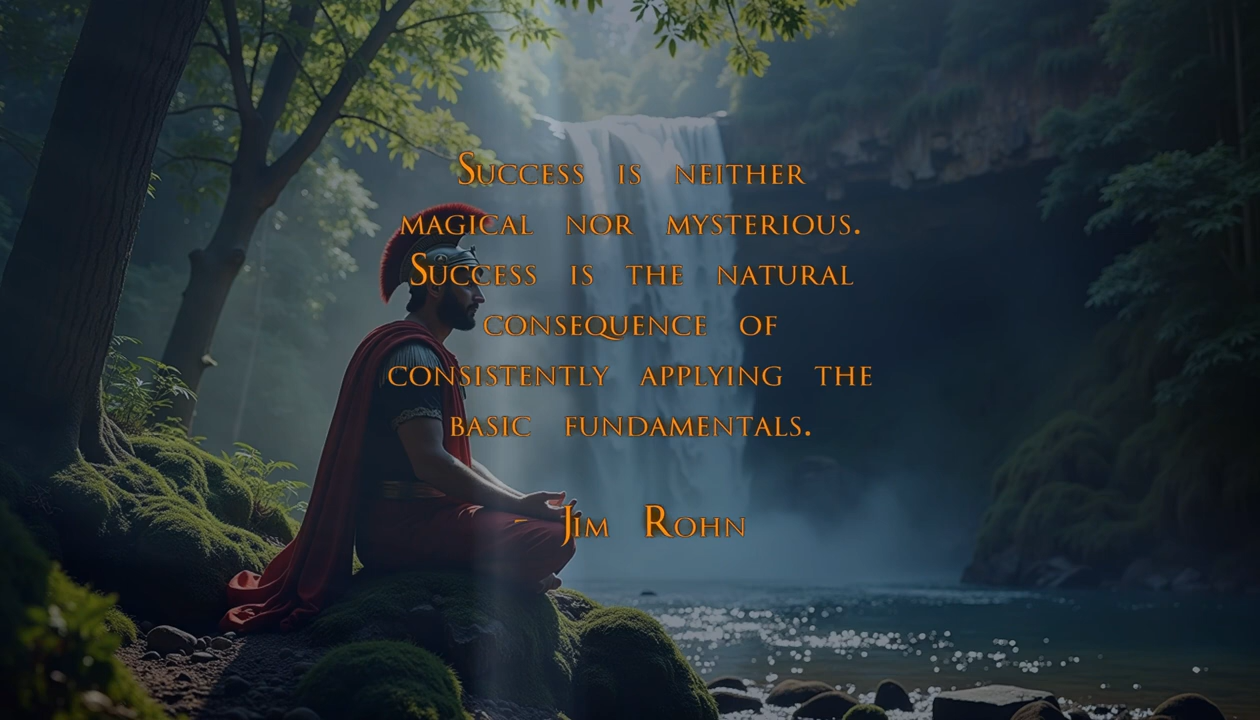 Success is neither
magical nor mysterious.
Success is the natural
consequence of
consistently applying the
basic fundamentals.
- Jim Rohn